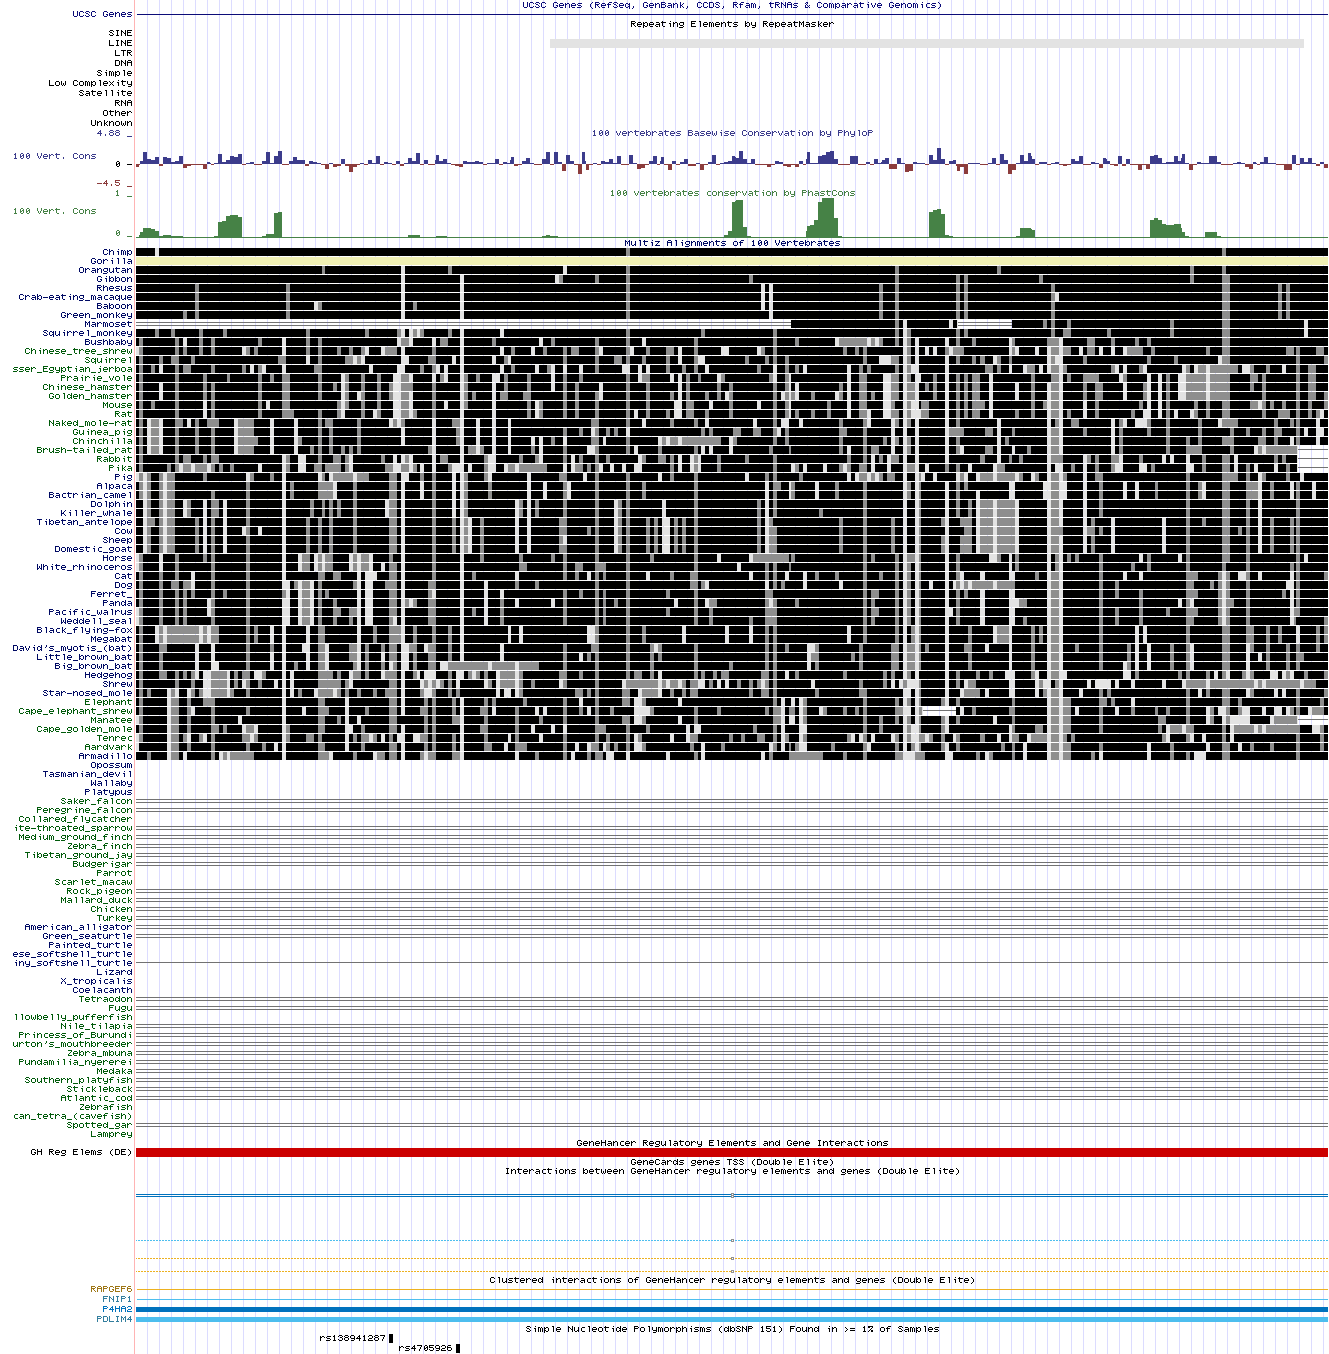 UCSC Genes (RefSeq, GenBank, CCDS, Rfam, tRNAs & Comparative Genomics)
UCSC Genes
Repeating Elements by RepeatMasker
SINE
LINE
LTR
DNA
Simple
Low Complexity
Satellite
RNA
Other
Unknown
4.88 _
100 vertebrates Basewise Conservation by PhyloP
100 Vert. Cons
0 _
-4.5 _
1 _
100 vertebrates conservation by PhastCons
100 Vert. Cons
0 _
Multiz Alignments of 100 Vertebrates
Chimp
Gorilla
Orangutan
Gibbon
Rhesus
Crab-eating_macaque
Baboon
Green_monkey
Marmoset
Squirrel_monkey
Bushbaby
Chinese_tree_shrew
Squirrel
sser_Egyptian_jerboa
Prairie_vole
Chinese_hamster
Golden_hamster
Mouse
Rat
Naked_mole-rat
Guinea_pig
Chinchilla
Brush-tailed_rat
Rabbit
Pika
Pig
Alpaca
Bactrian_camel
Dolphin
Killer_whale
Tibetan_antelope
Cow
Sheep
Domestic_goat
Horse
White_rhinoceros
Cat
Dog
Ferret_
Panda
Pacific_walrus
Weddell_seal
Black_flying-fox
Megabat
David's_myotis_(bat)
Little_brown_bat
Big_brown_bat
Hedgehog
Shrew
Star-nosed_mole
Elephant
Cape_elephant_shrew
Manatee
Cape_golden_mole
Tenrec
Aardvark
Armadillo
Opossum
Tasmanian_devil
Wallaby
Platypus
Saker_falcon
Peregrine_falcon
Collared_flycatcher
ite-throated_sparrow
Medium_ground_finch
Zebra_finch
Tibetan_ground_jay
Budgerigar
Parrot
Scarlet_macaw
Rock_pigeon
Mallard_duck
Chicken
Turkey
American_alligator
Green_seaturtle
Painted_turtle
ese_softshell_turtle
iny_softshell_turtle
Lizard
X_tropicalis
Coelacanth
Tetraodon
Fugu
llowbelly_pufferfish
Nile_tilapia
Princess_of_Burundi
urton's_mouthbreeder
Zebra_mbuna
Pundamilia_nyererei
Medaka
Southern_platyfish
Stickleback
Atlantic_cod
Zebrafish
can_tetra_(cavefish)
Spotted_gar
Lamprey
GeneHancer Regulatory Elements and Gene Interactions
GH Reg Elems (DE)
GeneCards genes TSS (Double Elite)
Interactions between GeneHancer regulatory elements and genes (Double Elite)
Clustered interactions of GeneHancer regulatory elements and genes (Double Elite)
RAPGEF6
FNIP1
P4HA2
PDLIM4
Simple Nucleotide Polymorphisms (dbSNP 151) Found in >= 1% of Samples
rs138941287
rs4705926